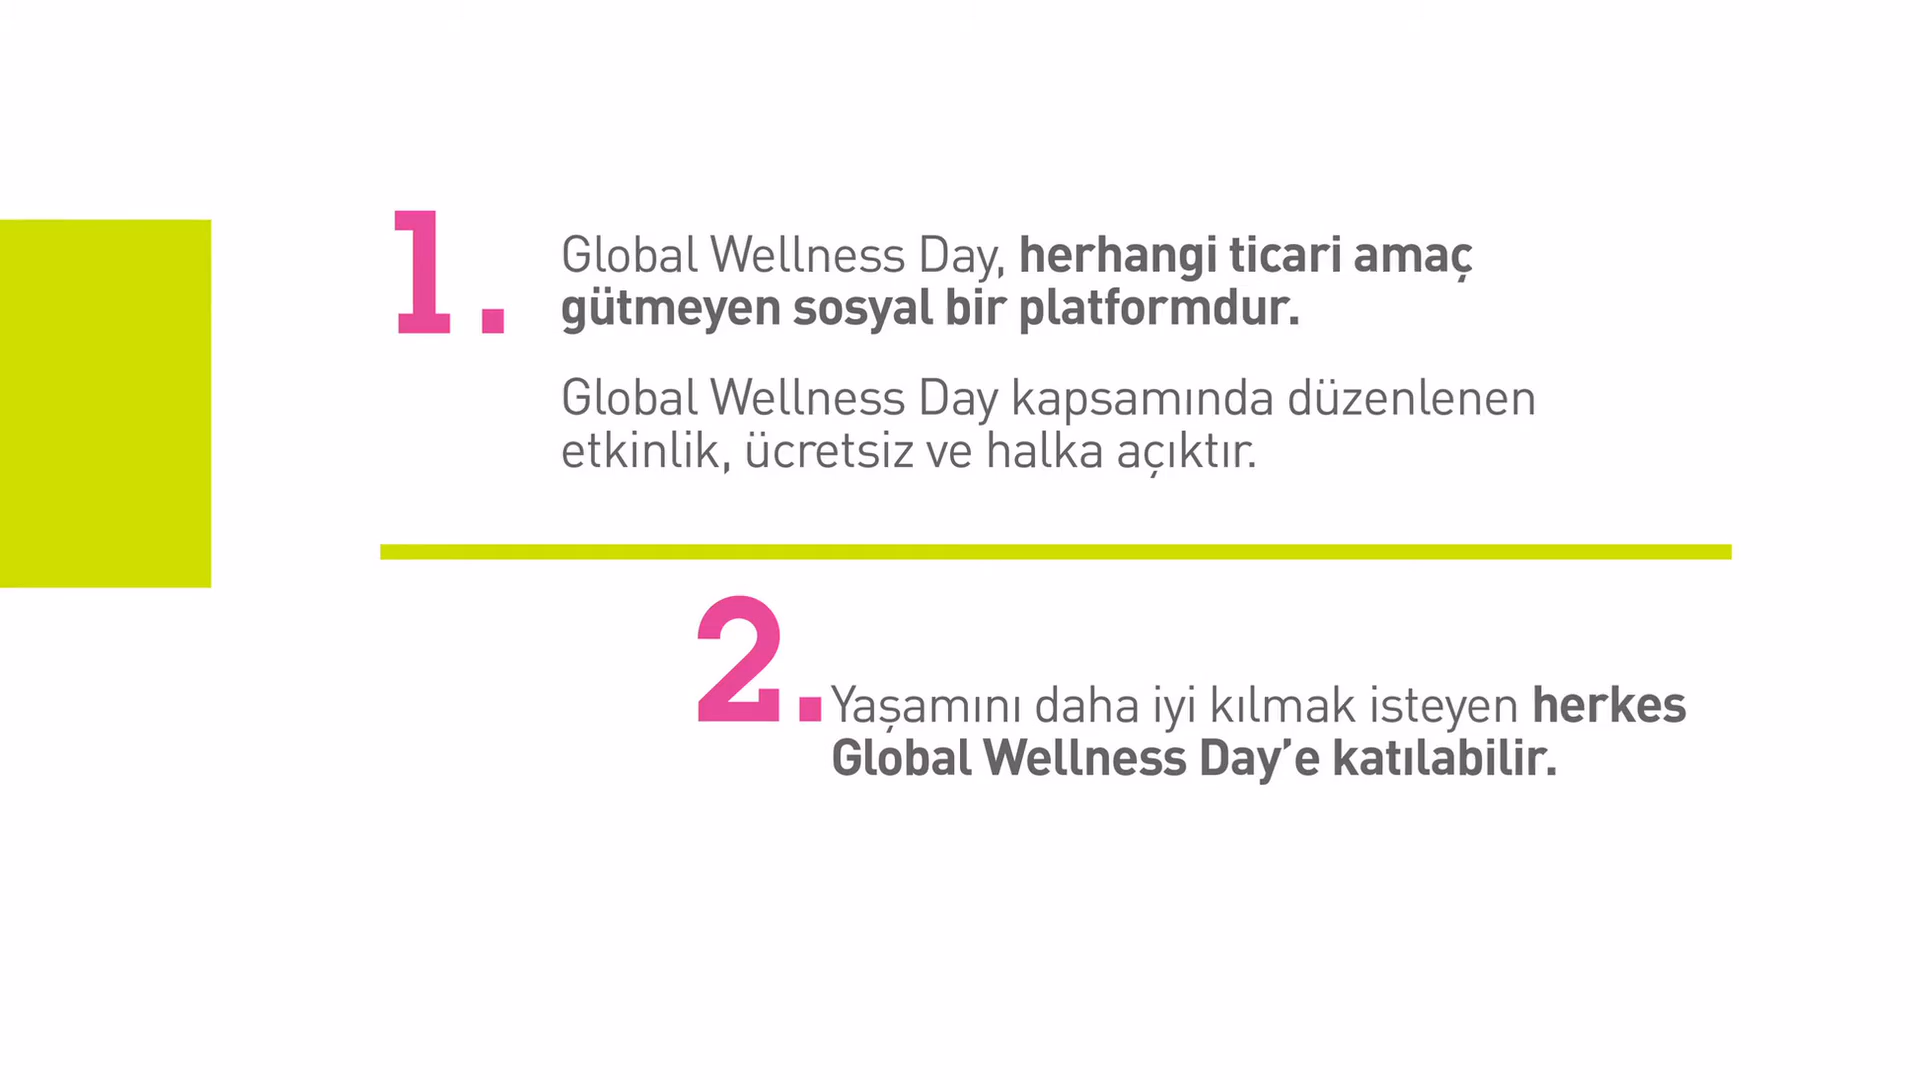 1.
Global Wellness Day, herhangi ticari amaç
gütmeyen sosyal bir platformdur.
Global Wellness Day kapsamında düzenlenen
etkinlik, ücretsiz ve halka açıktır.
2.
Yaşamını daha iyi kılmak isteyen herkes
Global Wellness Day’e katılabilir.